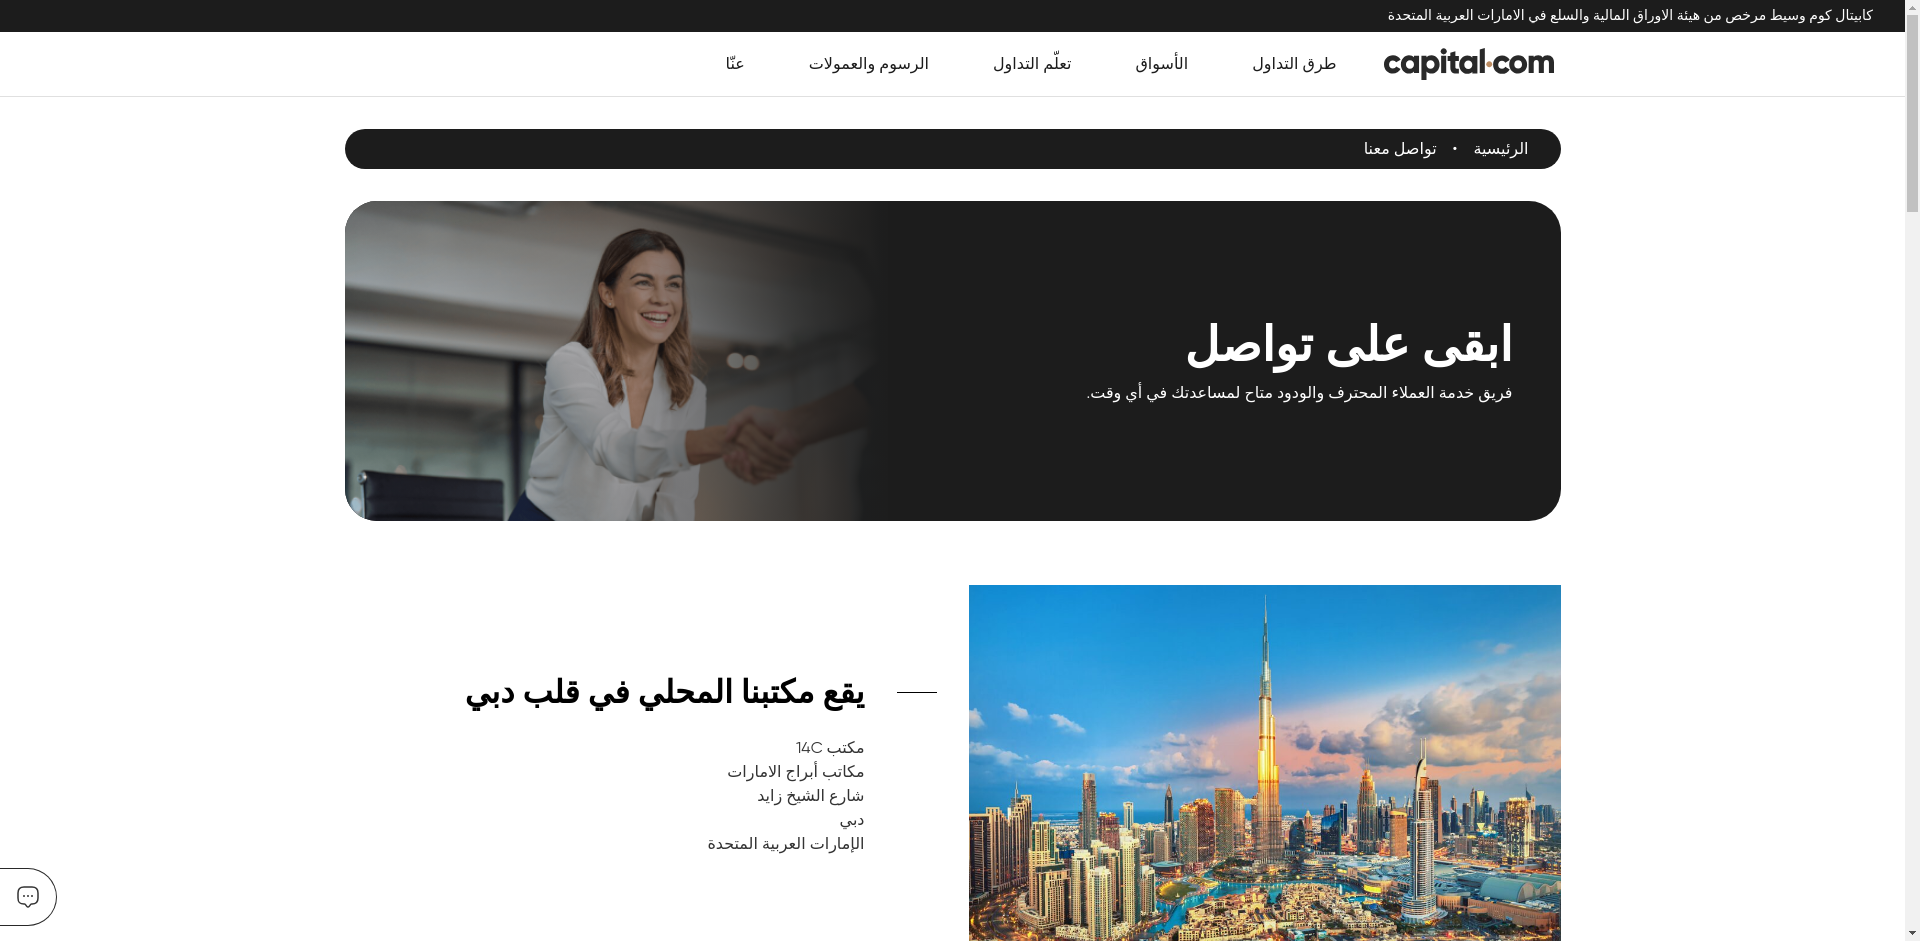 كابيتال كوم وسيط مرخص من هيئة الاوراق المالية والسلع في الامارات العربية المتحدة
capital.com
طرق التداول
الأسواق
تعلّم التداول
الرسوم والعمولات
عنّا
الرئيسية • تواصل معنا
ابقى على تواصل
فريق خدمة العملاء المحترف والودود متاح لمساعدتك في أي وقت.
يقع مكتبنا المحلي في قلب دبي
مكتب 14C
مكاتب أبراج الامارات
شارع الشيخ زايد
دبي
الإمارات العربية المتحدة